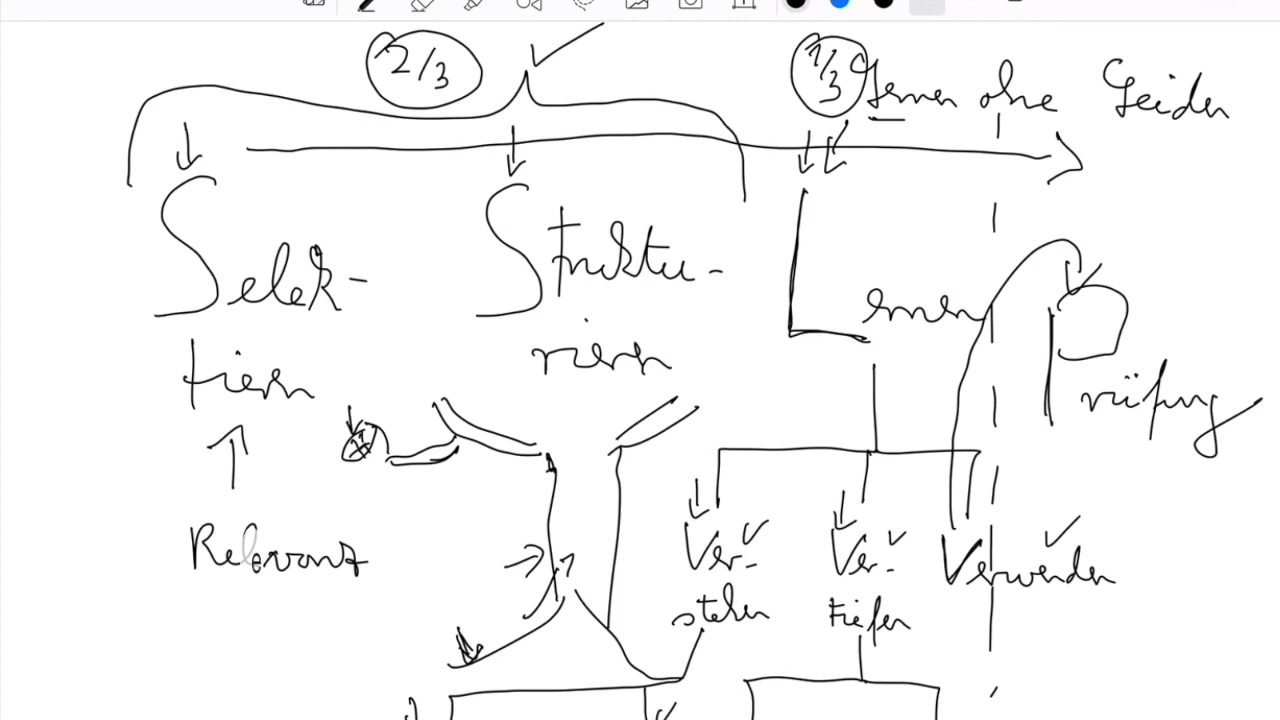 2/3
1/3
Lernen ohne Leiden
Selek-
tieren
Struktu-
rieren
Lernen
Prüfung
Relevanz
Ver-
stehen
Ver-
tiefen
Verwenden